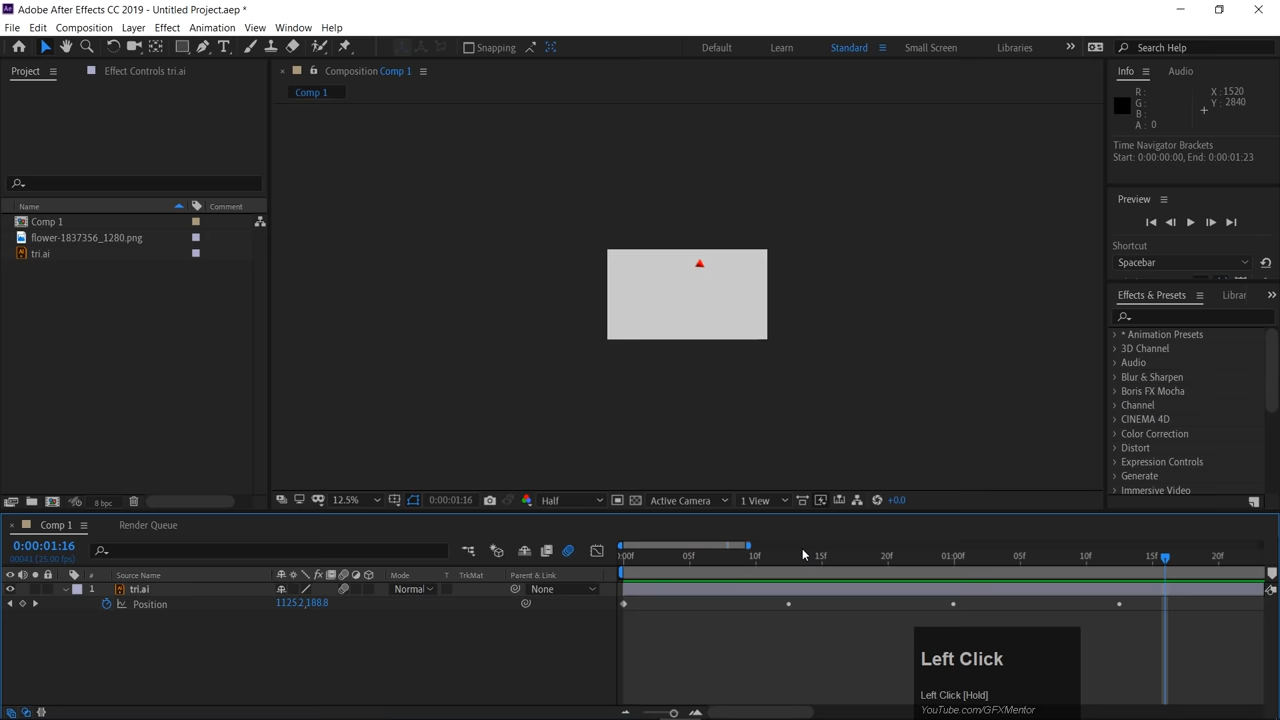 Adobe After Effects CC 2019 - Untitled Project.aep *
File Edit Composition Layer Effect Animation View Window Help
Snapping Default Learn Standard Small Screen Libraries Search Help
Project Effect Controls tri.ai Composition Comp 1 Info Audio
Comp 1
R :
G :
B :
A : 0
X : 1520
Y : 2840
Time Navigator Brackets
Start: 0:00:00:00, End: 0:00:01:23
Name Comment
Comp 1
flower-1837356_1280.png
tri.ai
Preview
Shortcut
Spacebar
Effects & Presets Librar
* Animation Presets
3D Channel
Audio
Blur & Sharpen
Boris FX Mocha
Channel
CINEMA 4D
Color Correction
Distort
Expression Controls
Generate
Immersive Video
8 bpc
12.5% 0:00:01:16 Half Active Camera 1 View +0.0
Comp 1 Render Queue
0:00:01:16
00041 (25.00 fps)
:00f 05f 10f 15f 20f 01:00f 05f 10f 15f 20f
# Source Name Mode T TrkMat Parent & Link
1 tri.ai Normal None
Position 1125.2,188.8
Left Click
Left Click [Hold]
YouTube.com/GFXMentor